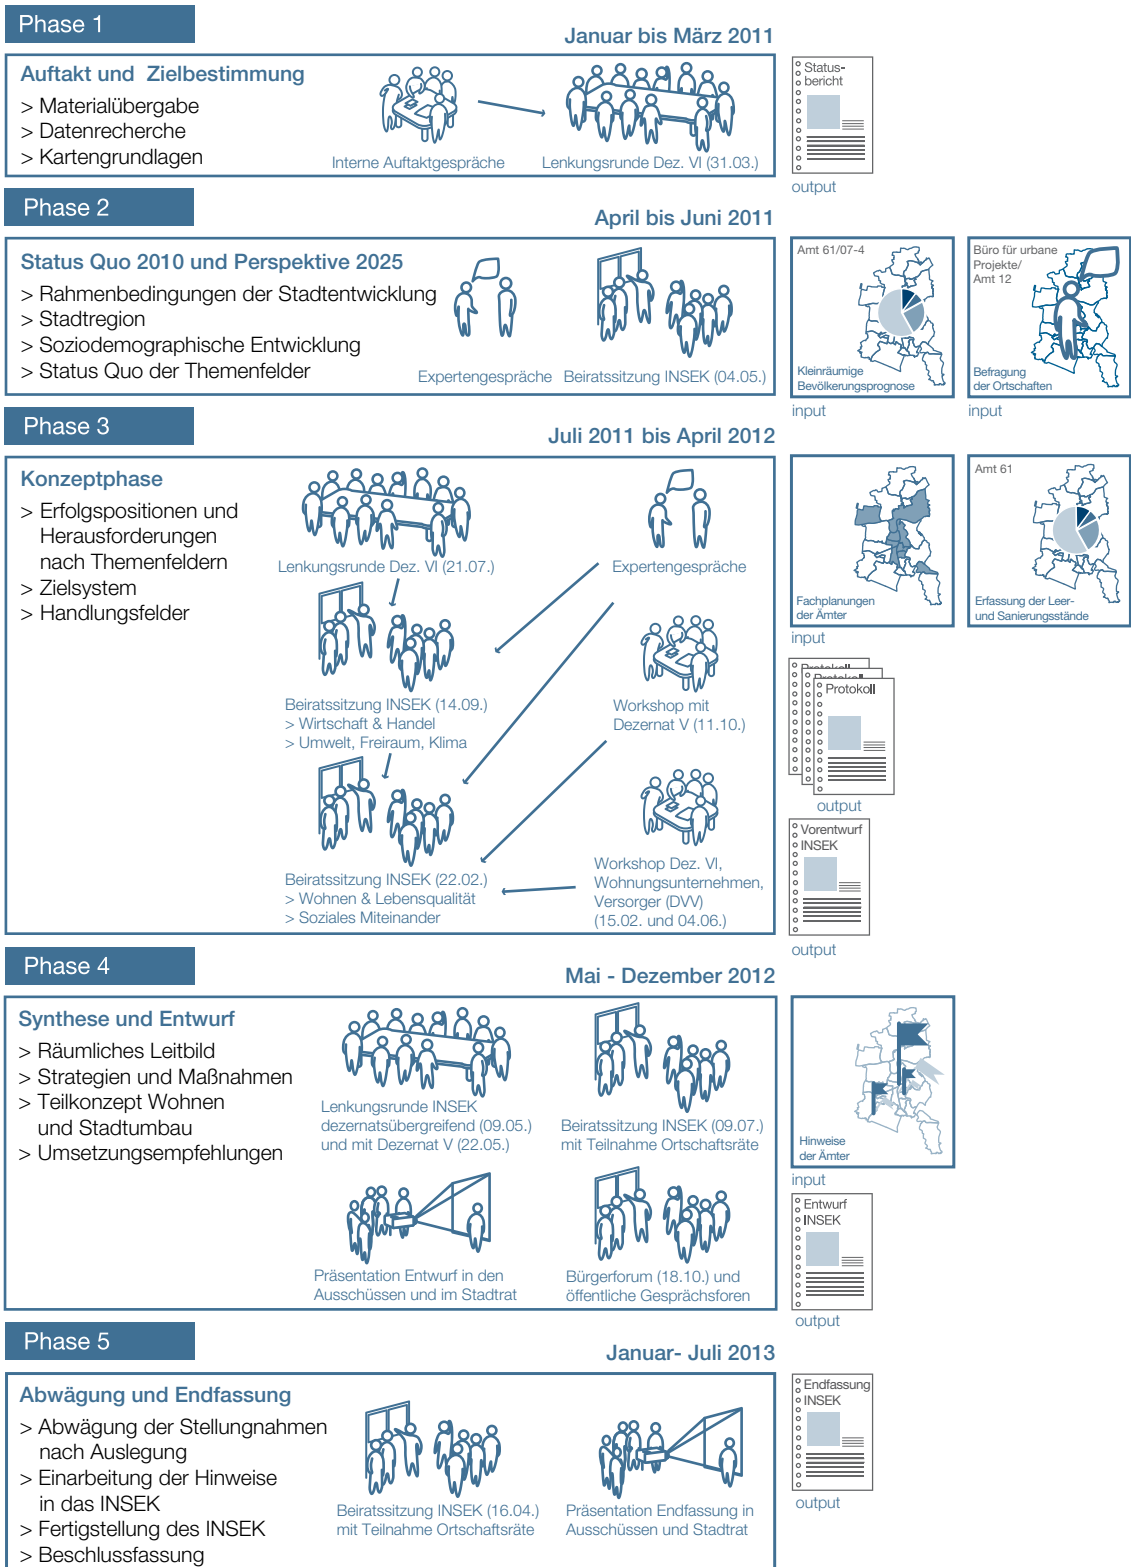 Phase 1
Januar bis März 2011
Auftakt und Zielbestimmung
> Materialübergabe
> Datenrecherche
> Kartengrundlagen
Interne Auftaktgespräche
Lenkungsrunde Dez. VI (31.03.)
Status-
bericht
output
Phase 2
April bis Juni 2011
Status Quo 2010 und Perspektive 2025
> Rahmenbedingungen der Stadtentwicklung
> Stadtregion
> Soziodemographische Entwicklung
> Status Quo der Themenfelder
Expertengespräche
Beiratssitzung INSEK (04.05.)
Amt 61/07-4
Kleinräumige
Bevölkerungsprognose
input
Büro für urbane
Projekte/
Amt 12
Befragung
der Ortschaften
input
Phase 3
Juli 2011 bis April 2012
Konzeptphase
> Erfolgspositionen und
Herausforderungen
nach Themenfeldern
> Zielsystem
> Handlungsfelder
Lenkungsrunde Dez. VI (21.07.)
Expertengespräche
Beiratssitzung INSEK (14.09.)
> Wirtschaft & Handel
> Umwelt, Freiraum, Klima
Workshop mit
Dezernat V (11.10.)
Beiratssitzung INSEK (22.02.)
> Wohnen & Lebensqualität
> Soziales Miteinander
Workshop Dez. VI,
Wohnungsunternehmen,
Versorger (DVV)
(15.02. und 04.06.)
Fachplanungen
der Ämter
input
Amt 61
Erfassung der Leer-
und Sanierungsstände
Protokoll
Protokoll
Protokoll
output
Vorentwurf
INSEK
output
Phase 4
Mai - Dezember 2012
Synthese und Entwurf
> Räumliches Leitbild
> Strategien und Maßnahmen
> Teilkonzept Wohnen
und Stadtumbau
> Umsetzungsempfehlungen
Lenkungsrunde INSEK
dezernatsübergreifend (09.05.)
und mit Dezernat V (22.05.)
Beiratssitzung INSEK (09.07.)
mit Teilnahme Ortschaftsräte
Präsentation Entwurf in den
Ausschüssen und im Stadtrat
Bürgerforum (18.10.) und
öffentliche Gesprächsforen
Hinweise
der Ämter
input
Entwurf
INSEK
output
Phase 5
Januar- Juli 2013
Abwägung und Endfassung
> Abwägung der Stellungnahmen
nach Auslegung
> Einarbeitung der Hinweise
in das INSEK
> Fertigstellung des INSEK
> Beschlussfassung
Beiratssitzung INSEK (16.04.)
mit Teilnahme Ortschaftsräte
Präsentation Endfassung in
Ausschüssen und Stadtrat
Endfassung
INSEK
output